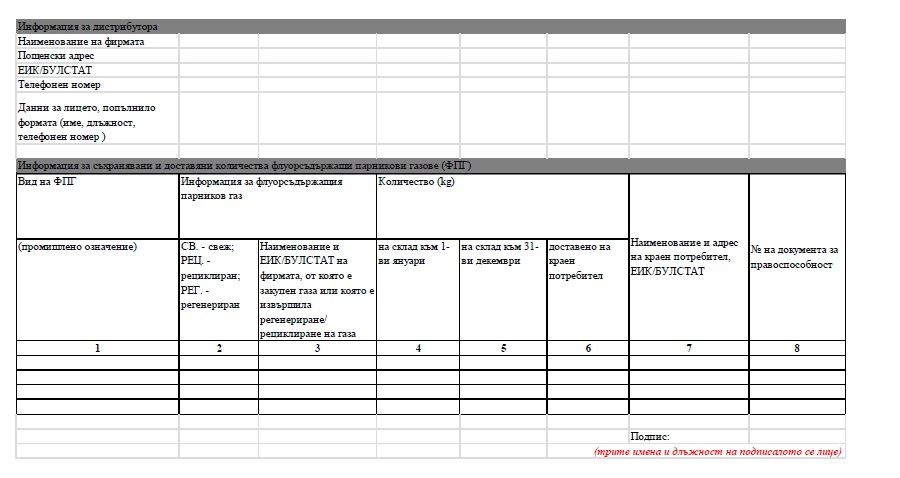 Информация за дистрибутора
Наименование на фирмата
Пощенски адрес
ЕИК/БУЛСТАТ
Телефонен номер
Данни за лицето, попълнило
формата (име, длъжност,
телефонен номер )
Информация за съхранявани и доставяни количества флуорсъдържащи парникови газове (ФПГ)
Вид на ФПГ
Информация за флуорсъдържащия
парников газ
Количество (kg)
Наименование и адрес
на краен потребител,
ЕИК/БУЛСТАТ
№ на документа за
правоспособност
(промишлено означение)
СВ. - свеж;
РЕЦ. -
рециклиран;
РЕГ. -
регенериран
Наименование и
ЕИК/БУЛСТАТ на
фирмата, от която е
закупен газа или която е
извършила
регенериране/
рециклиране на газа
на склад към 1-
ви януари
на склад към 31-
ви декември
доставено на
краен
потребител
1 2 3 4 5 6 7 8
Подпис:
(трите имена и длъжност на подписалото се лице)